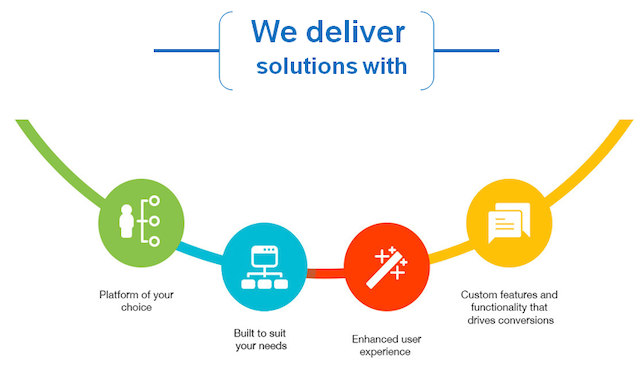 We deliver
solutions with
Platform of your
choice
Built to suit
your needs
Enhanced user
experience
Custom features and
functionality that
drives conversions